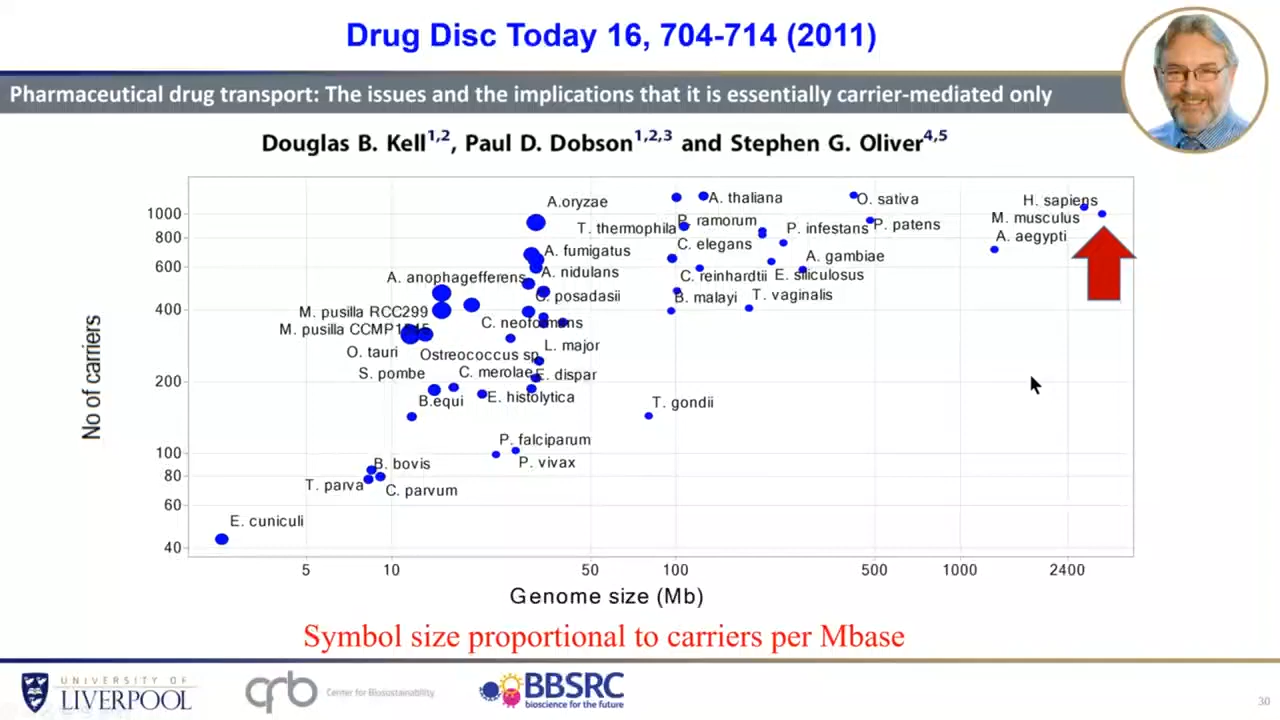 Drug Disc Today 16, 704-714 (2011)
Pharmaceutical drug transport: The issues and the implications that it is essentially carrier-mediated only
Douglas B. Kell1,2, Paul D. Dobson1,2,3 and Stephen G. Oliver4,5
No of carriers
1000
800
600
400
200
100
80
60
40
A.oryzae
A. thaliana
O. sativa
H. sapiens
T. thermophila
P. ramorum
P. infestans
P. patens
M. musculus
A. fumigatus
C. elegans
A. aegypti
A. anophagefferens
A. nidulans
A. gambiae
C. reinhardtii
E. siliculosus
C. posadasii
B. malayi
T. vaginalis
M. pusilla RCC299
M. pusilla CCMP1545
C. neoformans
O. tauri
Ostreococcus sp
L. major
S. pombe
C. merolae
E. dispar
B.equi
E. histolytica
T. gondii
P. falciparum
B. bovis
P. vivax
T. parva
C. parvum
E. cuniculi
5
10
50
100
500
1000
2400
Genome size (Mb)
Symbol size proportional to carriers per Mbase
UNIVERSITY OF
LIVERPOOL
Center for Biosustainability
BBSRC
bioscience for the future
30